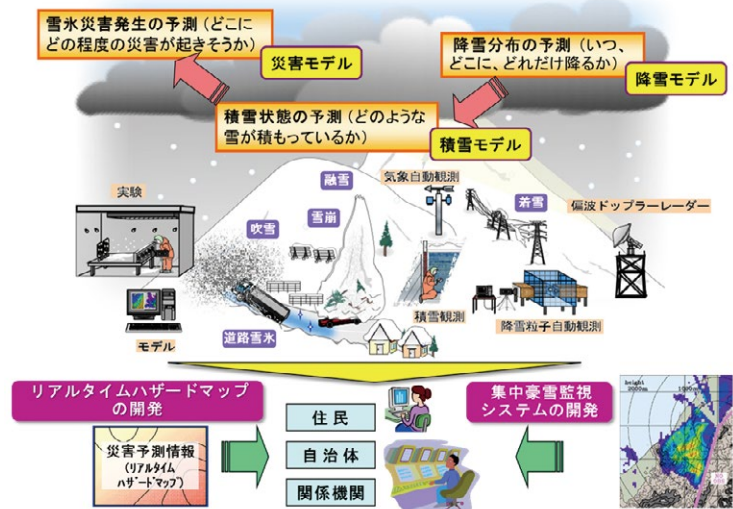 雪氷災害発生の予測（どこに
どの程度の災害が起きそうか）
災害モデル
降雪分布の予測（いつ、
どこに、どれだけ降るか）
降雪モデル
積雪状態の予測（どのような
雪が積もっているか）
積雪モデル
実験
融雪
気象自動観測
着雪
偏波ドップラーレーダー
吹雪
雪崩
モデル
道路雪氷
積雪観測
降雪粒子自動観測
リアルタイムハザードマップ
の開発
住民
集中豪雪監視
システムの開発
災害予測情報
（リアルタイム
ハザードマップ）
自治体
関係機関
height
2000m
1000m